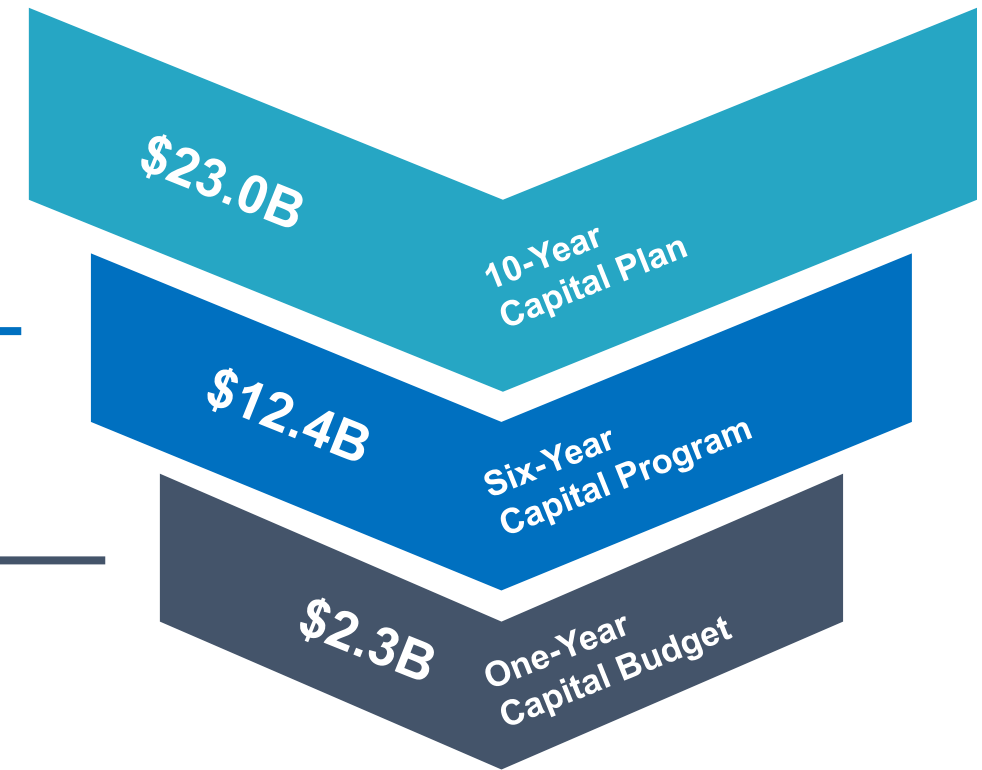 $23.0B
10-Year
Capital Plan
$12.4B
Six-Year
Capital Program
$2.3B
One-Year
Capital Budget